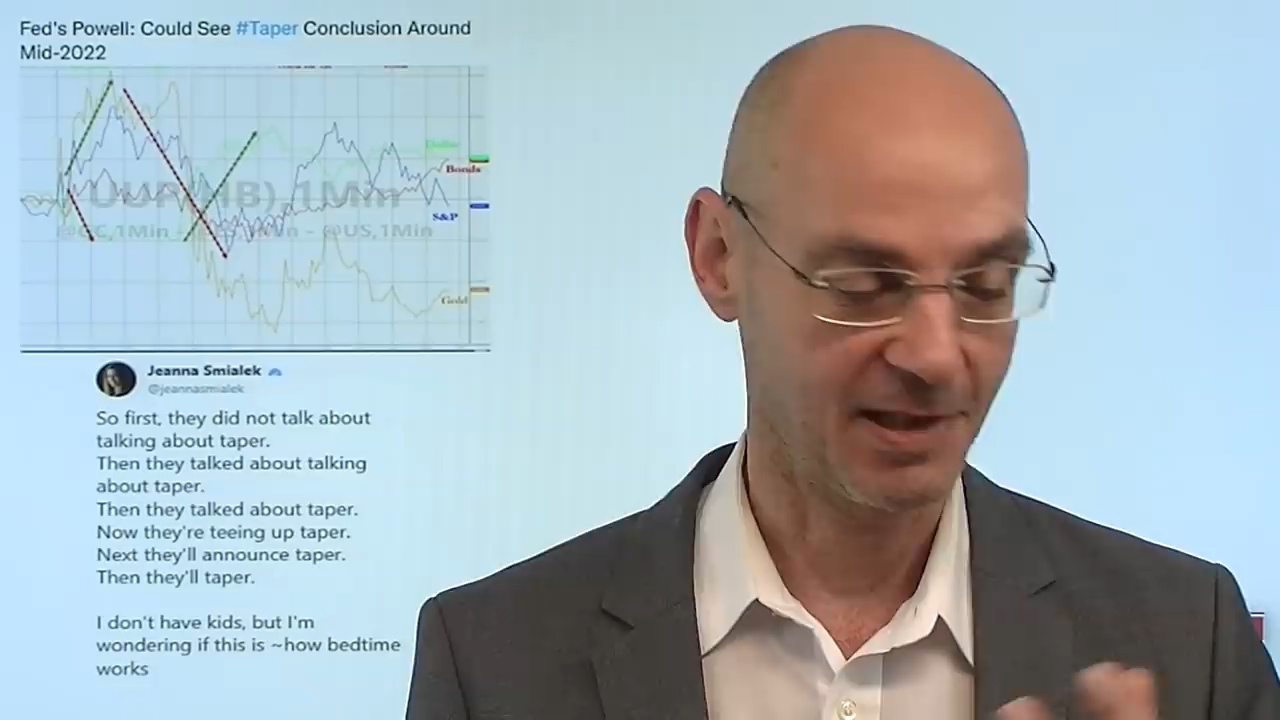 Fed's Powell: Could See #Taper Conclusion Around
Mid-2022
Dollar
Bonds
S&P
Gold
Jeanna Smialek
@jeannasmialek
So first, they did not talk about
talking about taper.
Then they talked about talking
about taper.
Then they talked about taper.
Now they're teeing up taper.
Next they'll announce taper.
Then they'll taper.
I don't have kids, but I'm
wondering if this is ~how bedtime
works